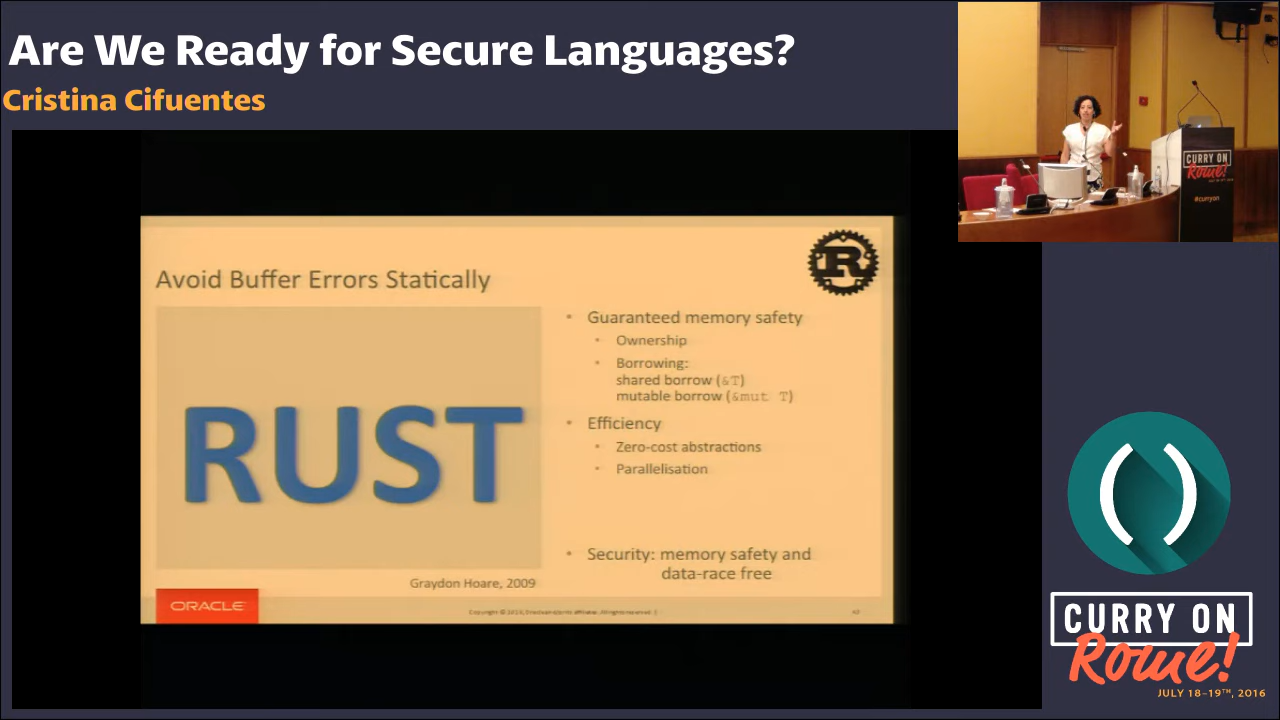 Are We Ready for Secure Languages?
Cristina Cifuentes
CURRY ON
Rome!
#curryon
R
Avoid Buffer Errors Statically
RUST
Graydon Hoare, 2009
• Guaranteed memory safety
• Ownership
• Borrowing:
shared borrow (&T)
mutable borrow (&mut T)
• Efficiency
• Zero-cost abstractions
• Parallelisation
• Security: memory safety and
data-race free
ORACLE
()
CURRY ON
Rome!
JULY 18-19TH, 2016